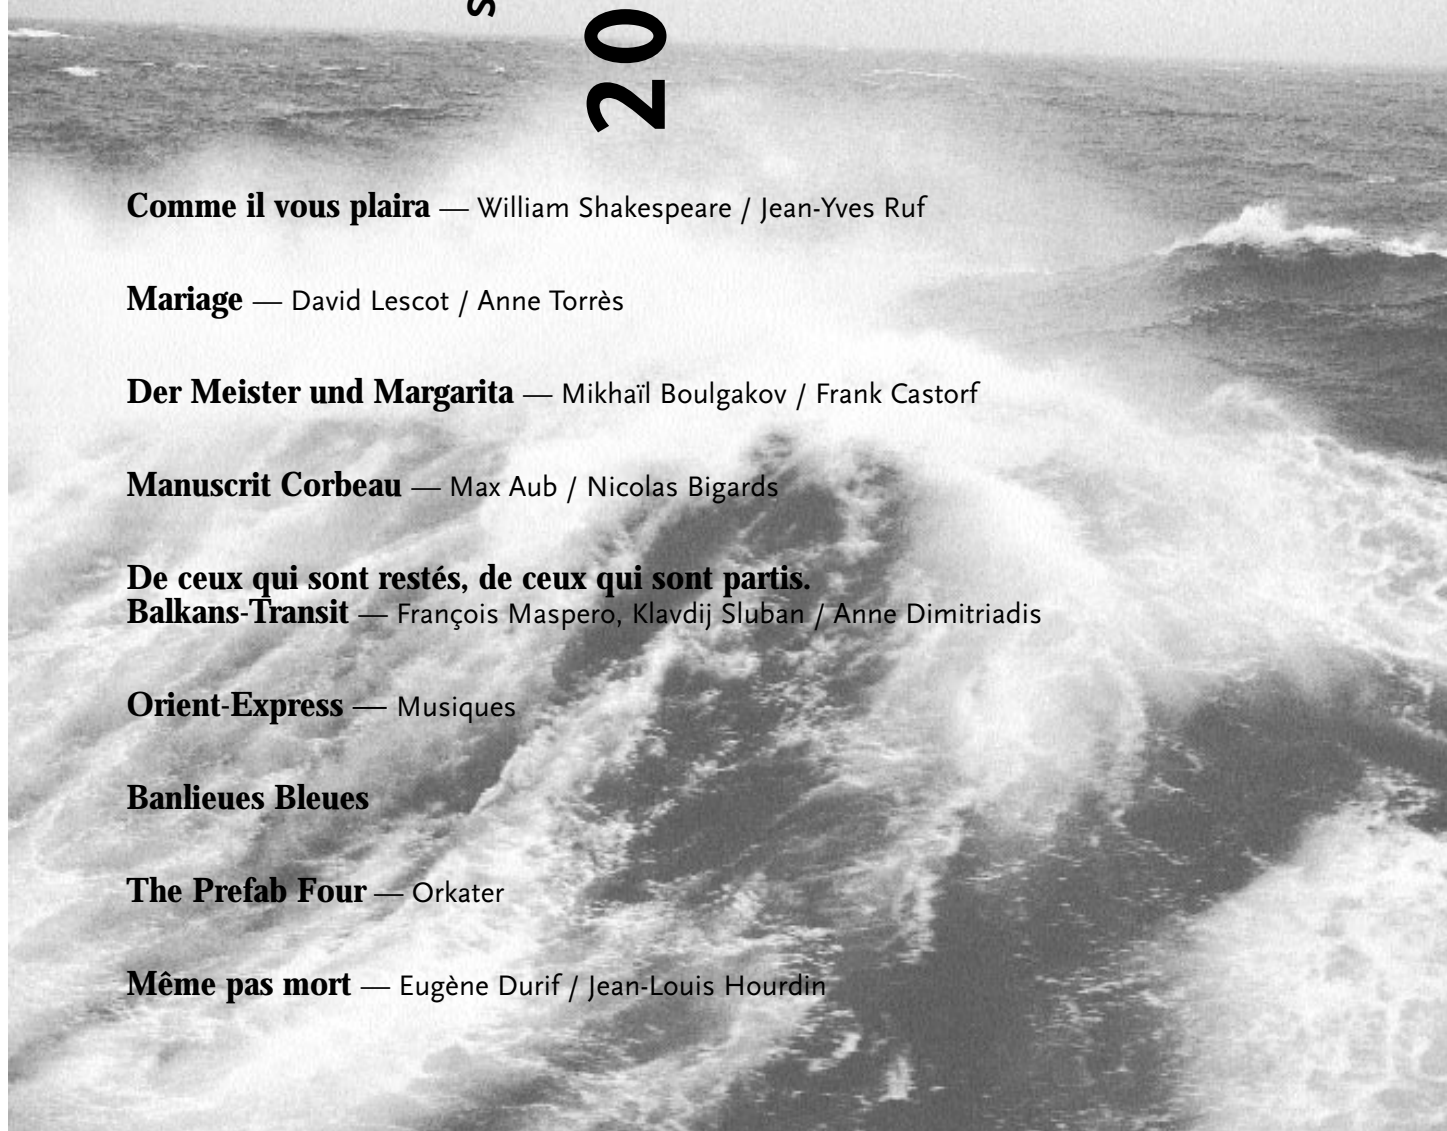 s
20
Comme il vous plaira — William Shakespeare / Jean-Yves Ruf
Mariage — David Lescot / Anne Torrès
Der Meister und Margarita — Mikhaïl Boulgakov / Frank Castorf
Manuscrit Corbeau — Max Aub / Nicolas Bigards
De ceux qui sont restés, de ceux qui sont partis.
Balkans-Transit — François Maspero, Klavdij Sluban / Anne Dimitriadis
Orient-Express — Musiques
Banlieues Bleues
The Prefab Four — Orkater
Même pas mort — Eugène Durif / Jean-Louis Hourdin